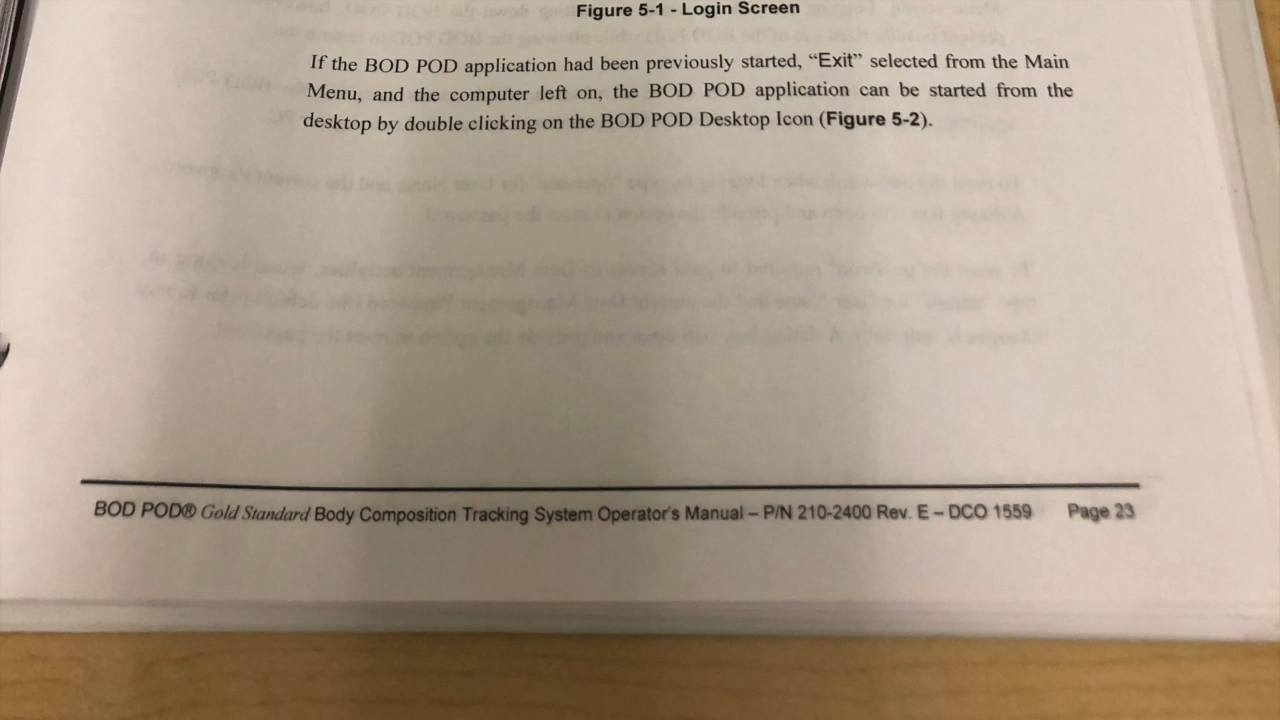 Figure 5-1 - Login Screen
If the BOD POD application had been previously started, “Exit” selected from the Main
Menu, and the computer left on, the BOD POD application can be started from the
desktop by double clicking on the BOD POD Desktop Icon (Figure 5-2).
BOD POD® Gold Standard Body Composition Tracking System Operator's Manual – P/N 210-2400 Rev. E – DCO 1559 Page 23